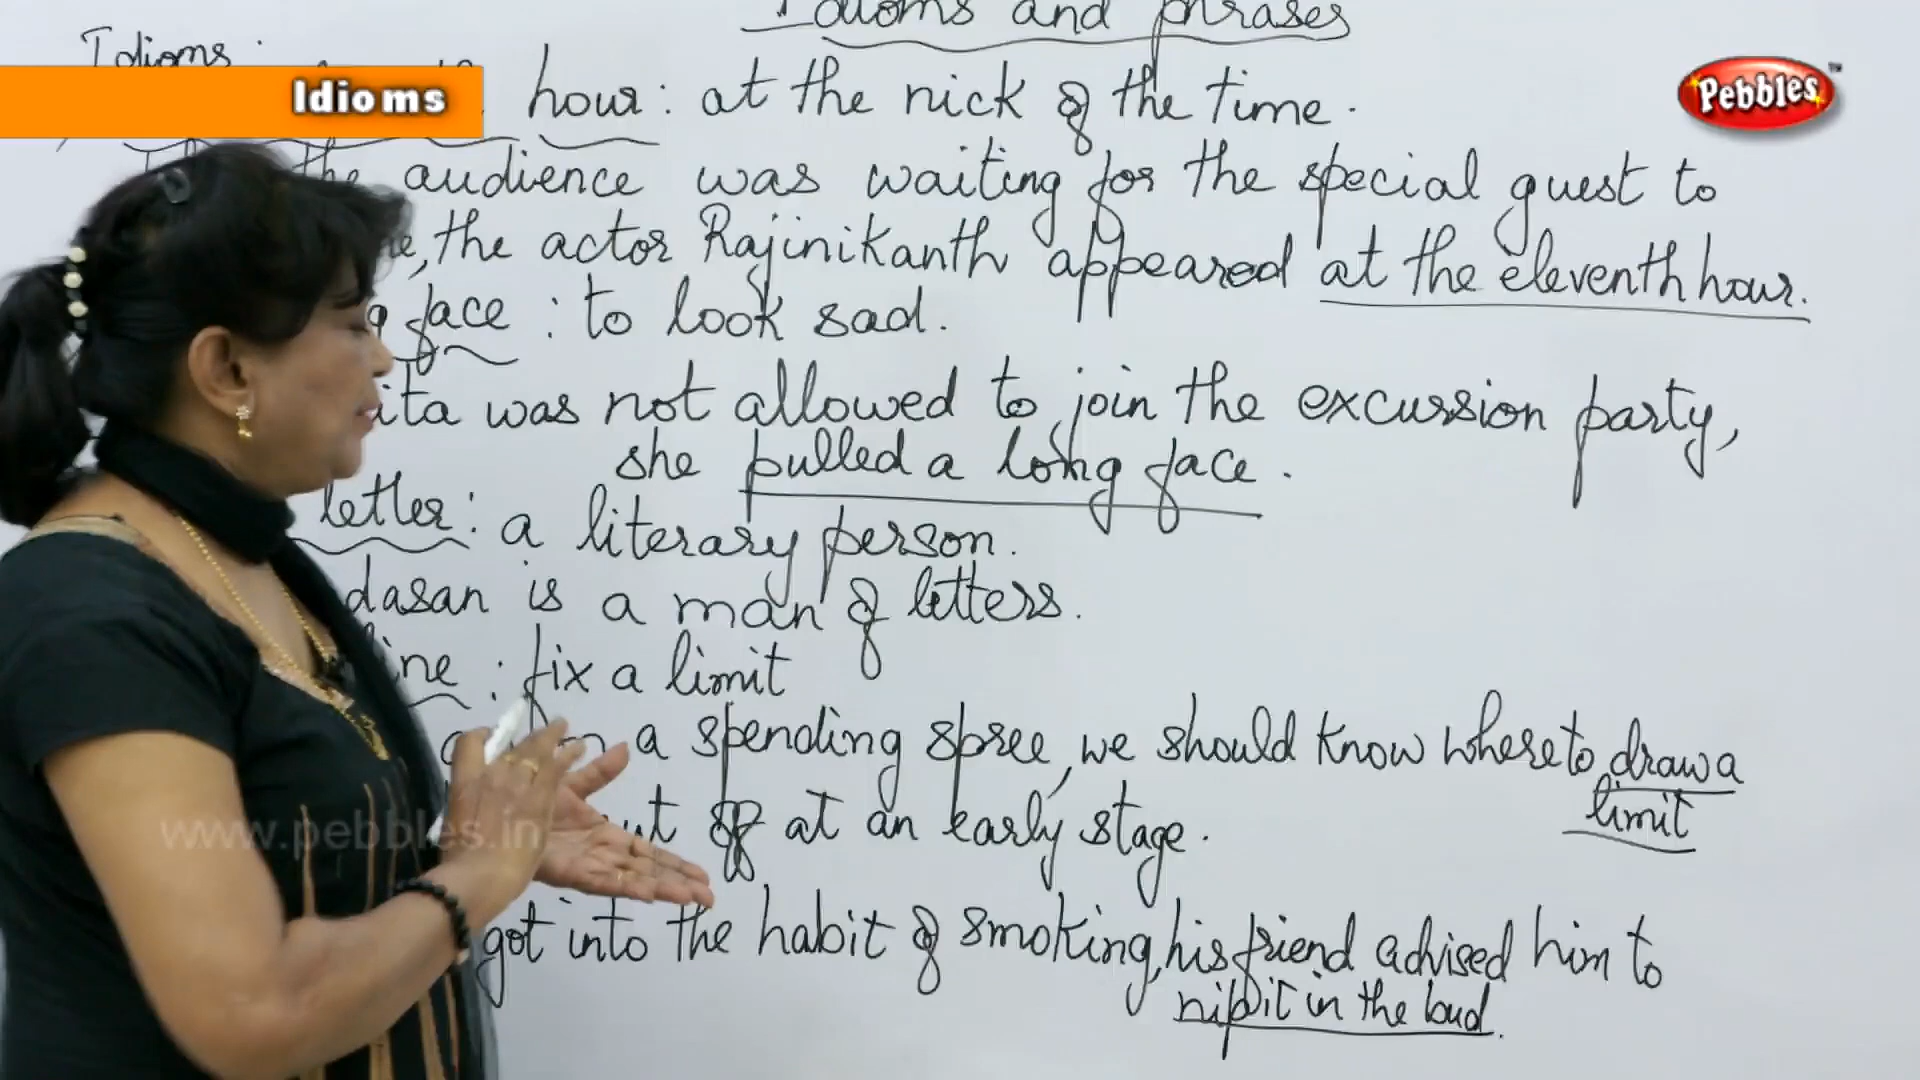 Idioms and phrases
Idioms:
Idioms
hour: at the nick of the time.
Pebbles
TM
the audience was waiting for the special guest to
the actor Rajinikanth appeared at the eleventh hour.
face : to look sad.
was not allowed to join the excursion party,
she pulled a long face.
letter: a literary person.
dasan is a man of letters.
: fix a limit
a spending spree, we should know where to draw a
limit
www.pebbles.in
off at an early stage.
got into the habit of smoking, his friend advised him to
nip it in the bud.